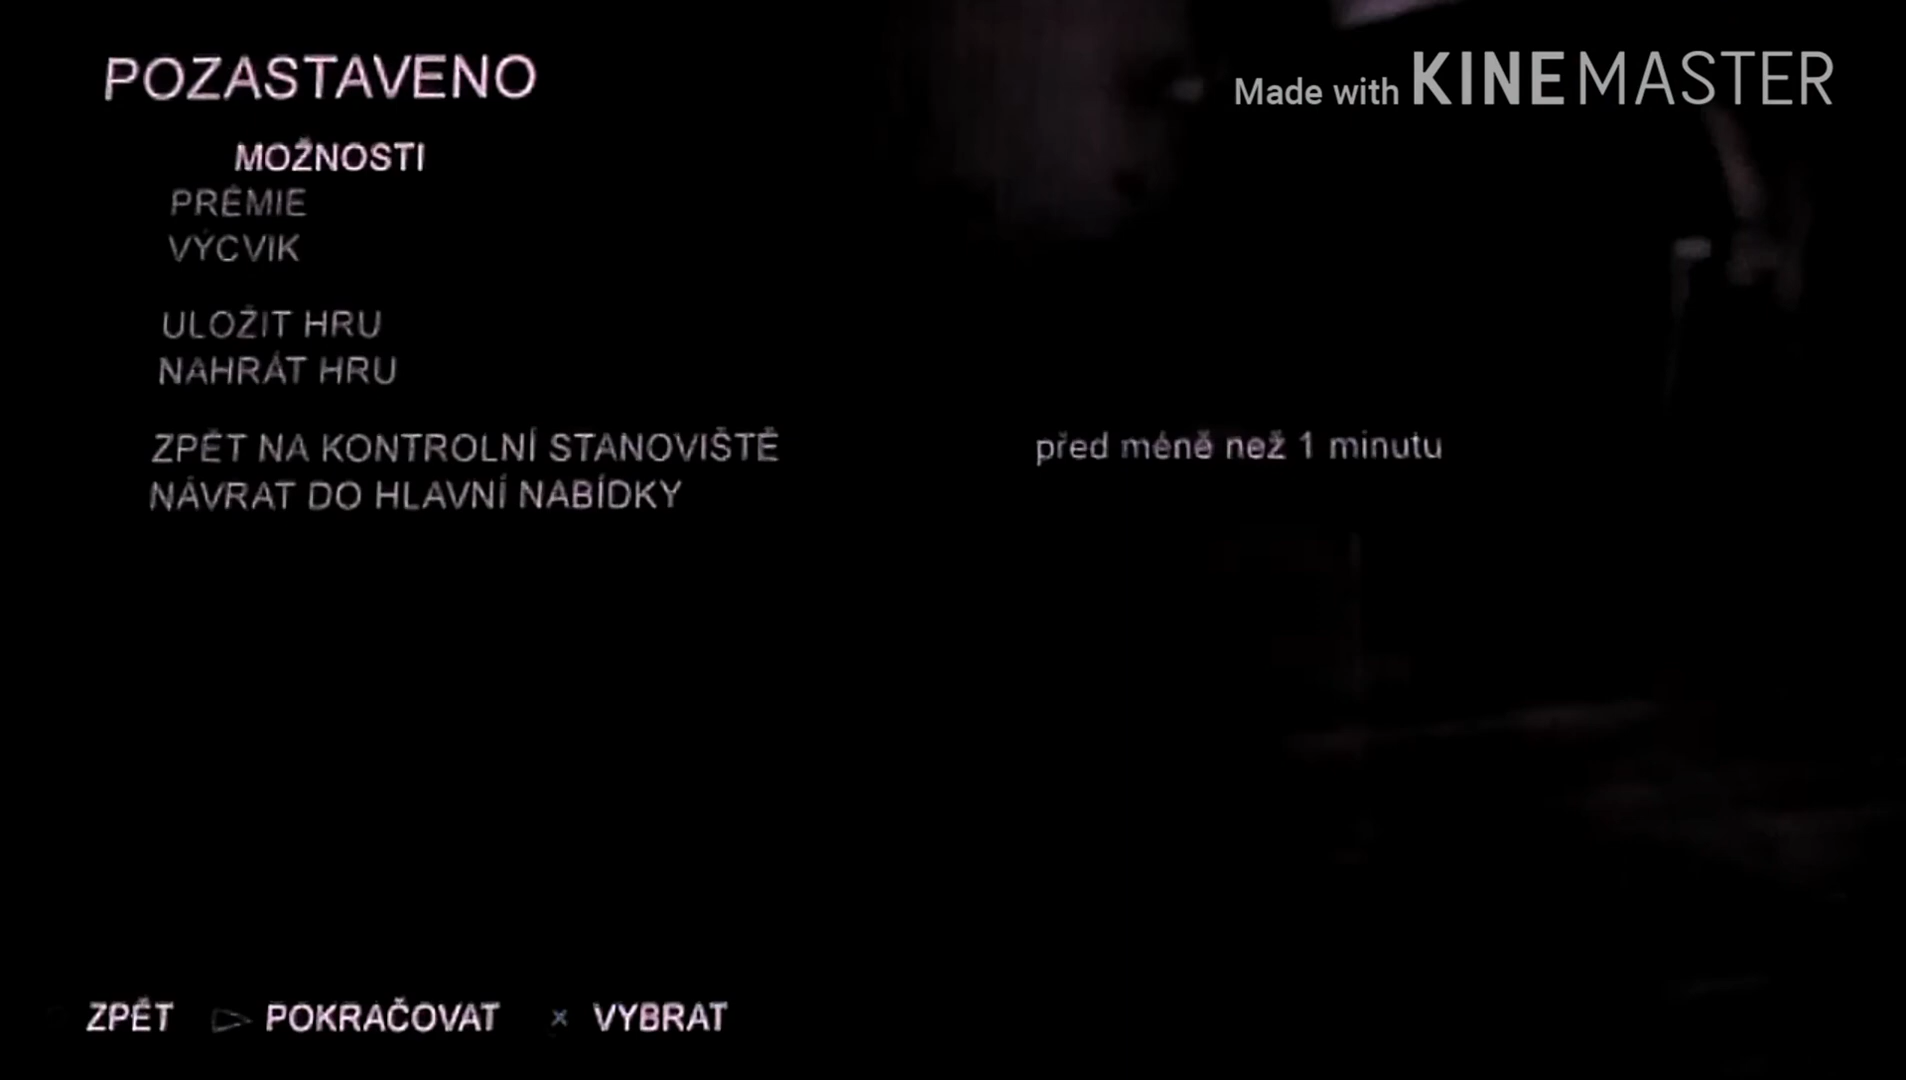 POZASTAVENO
Made with KINEMASTER
MOŽNOSTI
PRÉMIE
VÝCVIK
ULOŽIT HRU
NAHRÁT HRU
ZPĚT NA KONTROLNÍ STANOVIŠTĚ
před méně než 1 minutu
NÁVRAT DO HLAVNÍ NABÍDKY
ZPĚT POKRAČOVAT × VYBRAT